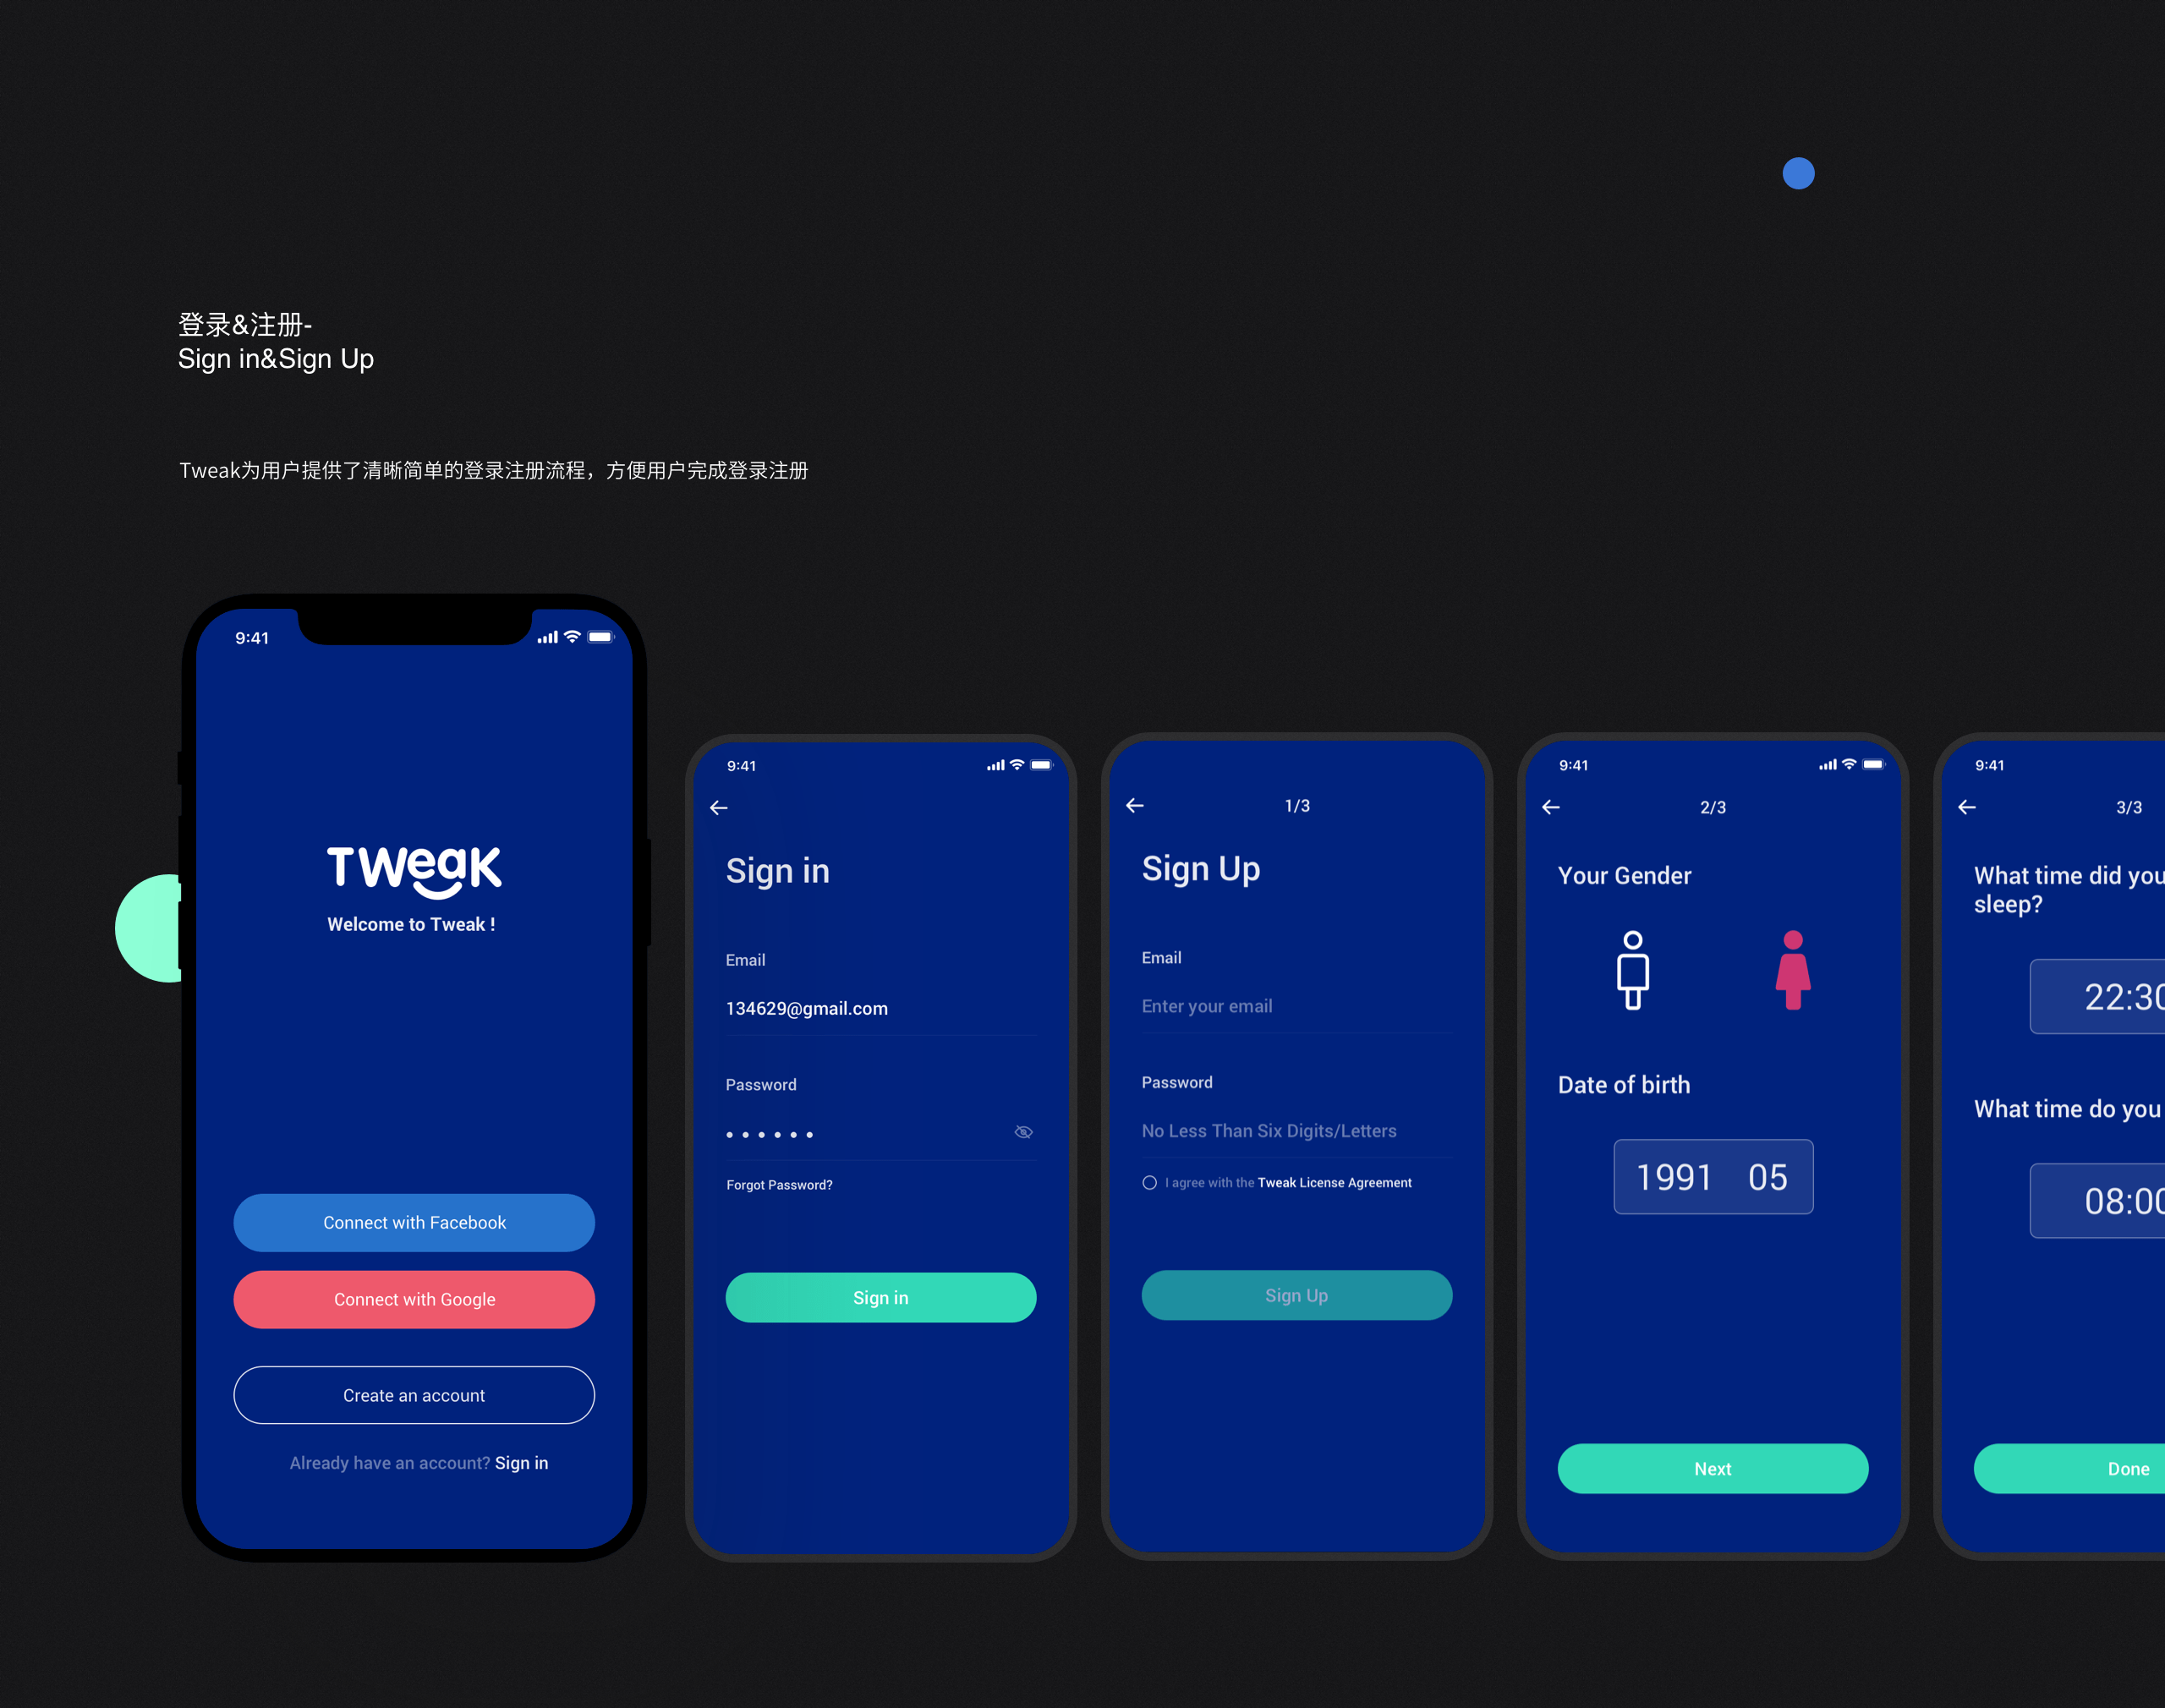 登录&注册-
Sign in&Sign Up
Tweak为用户提供了清晰简单的登录注册流程，方便用户完成登录注册
9:41
Tweak
Welcome to Tweak !
Connect with Facebook
Connect with Google
Create an account
Already have an account? Sign in
9:41
Sign in
Email
134629@gmail.com
Password
Forgot Password?
Sign in
1/3
Sign Up
Email
Enter your email
Password
No Less Than Six Digits/Letters
I agree with the Tweak License Agreement
Sign Up
9:41
2/3
Your Gender
Date of birth
1991 05
Next
9:41
3/3
What time did you
sleep?
22:30
What time do you
08:00
Done